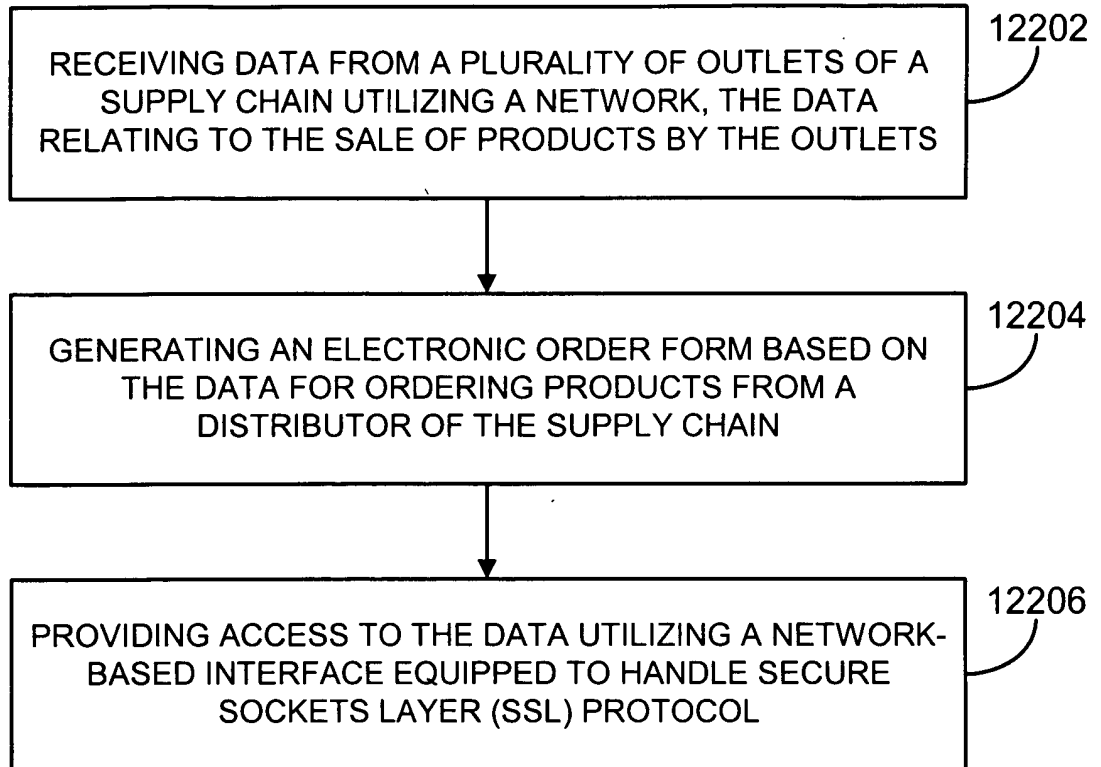 12202
RECEIVING DATA FROM A PLURALITY OF OUTLETS OF A
SUPPLY CHAIN UTILIZING A NETWORK, THE DATA
RELATING TO THE SALE OF PRODUCTS BY THE OUTLETS
12204
GENERATING AN ELECTRONIC ORDER FORM BASED ON
THE DATA FOR ORDERING PRODUCTS FROM A
DISTRIBUTOR OF THE SUPPLY CHAIN
12206
PROVIDING ACCESS TO THE DATA UTILIZING A NETWORK-
BASED INTERFACE EQUIPPED TO HANDLE SECURE
SOCKETS LAYER (SSL) PROTOCOL